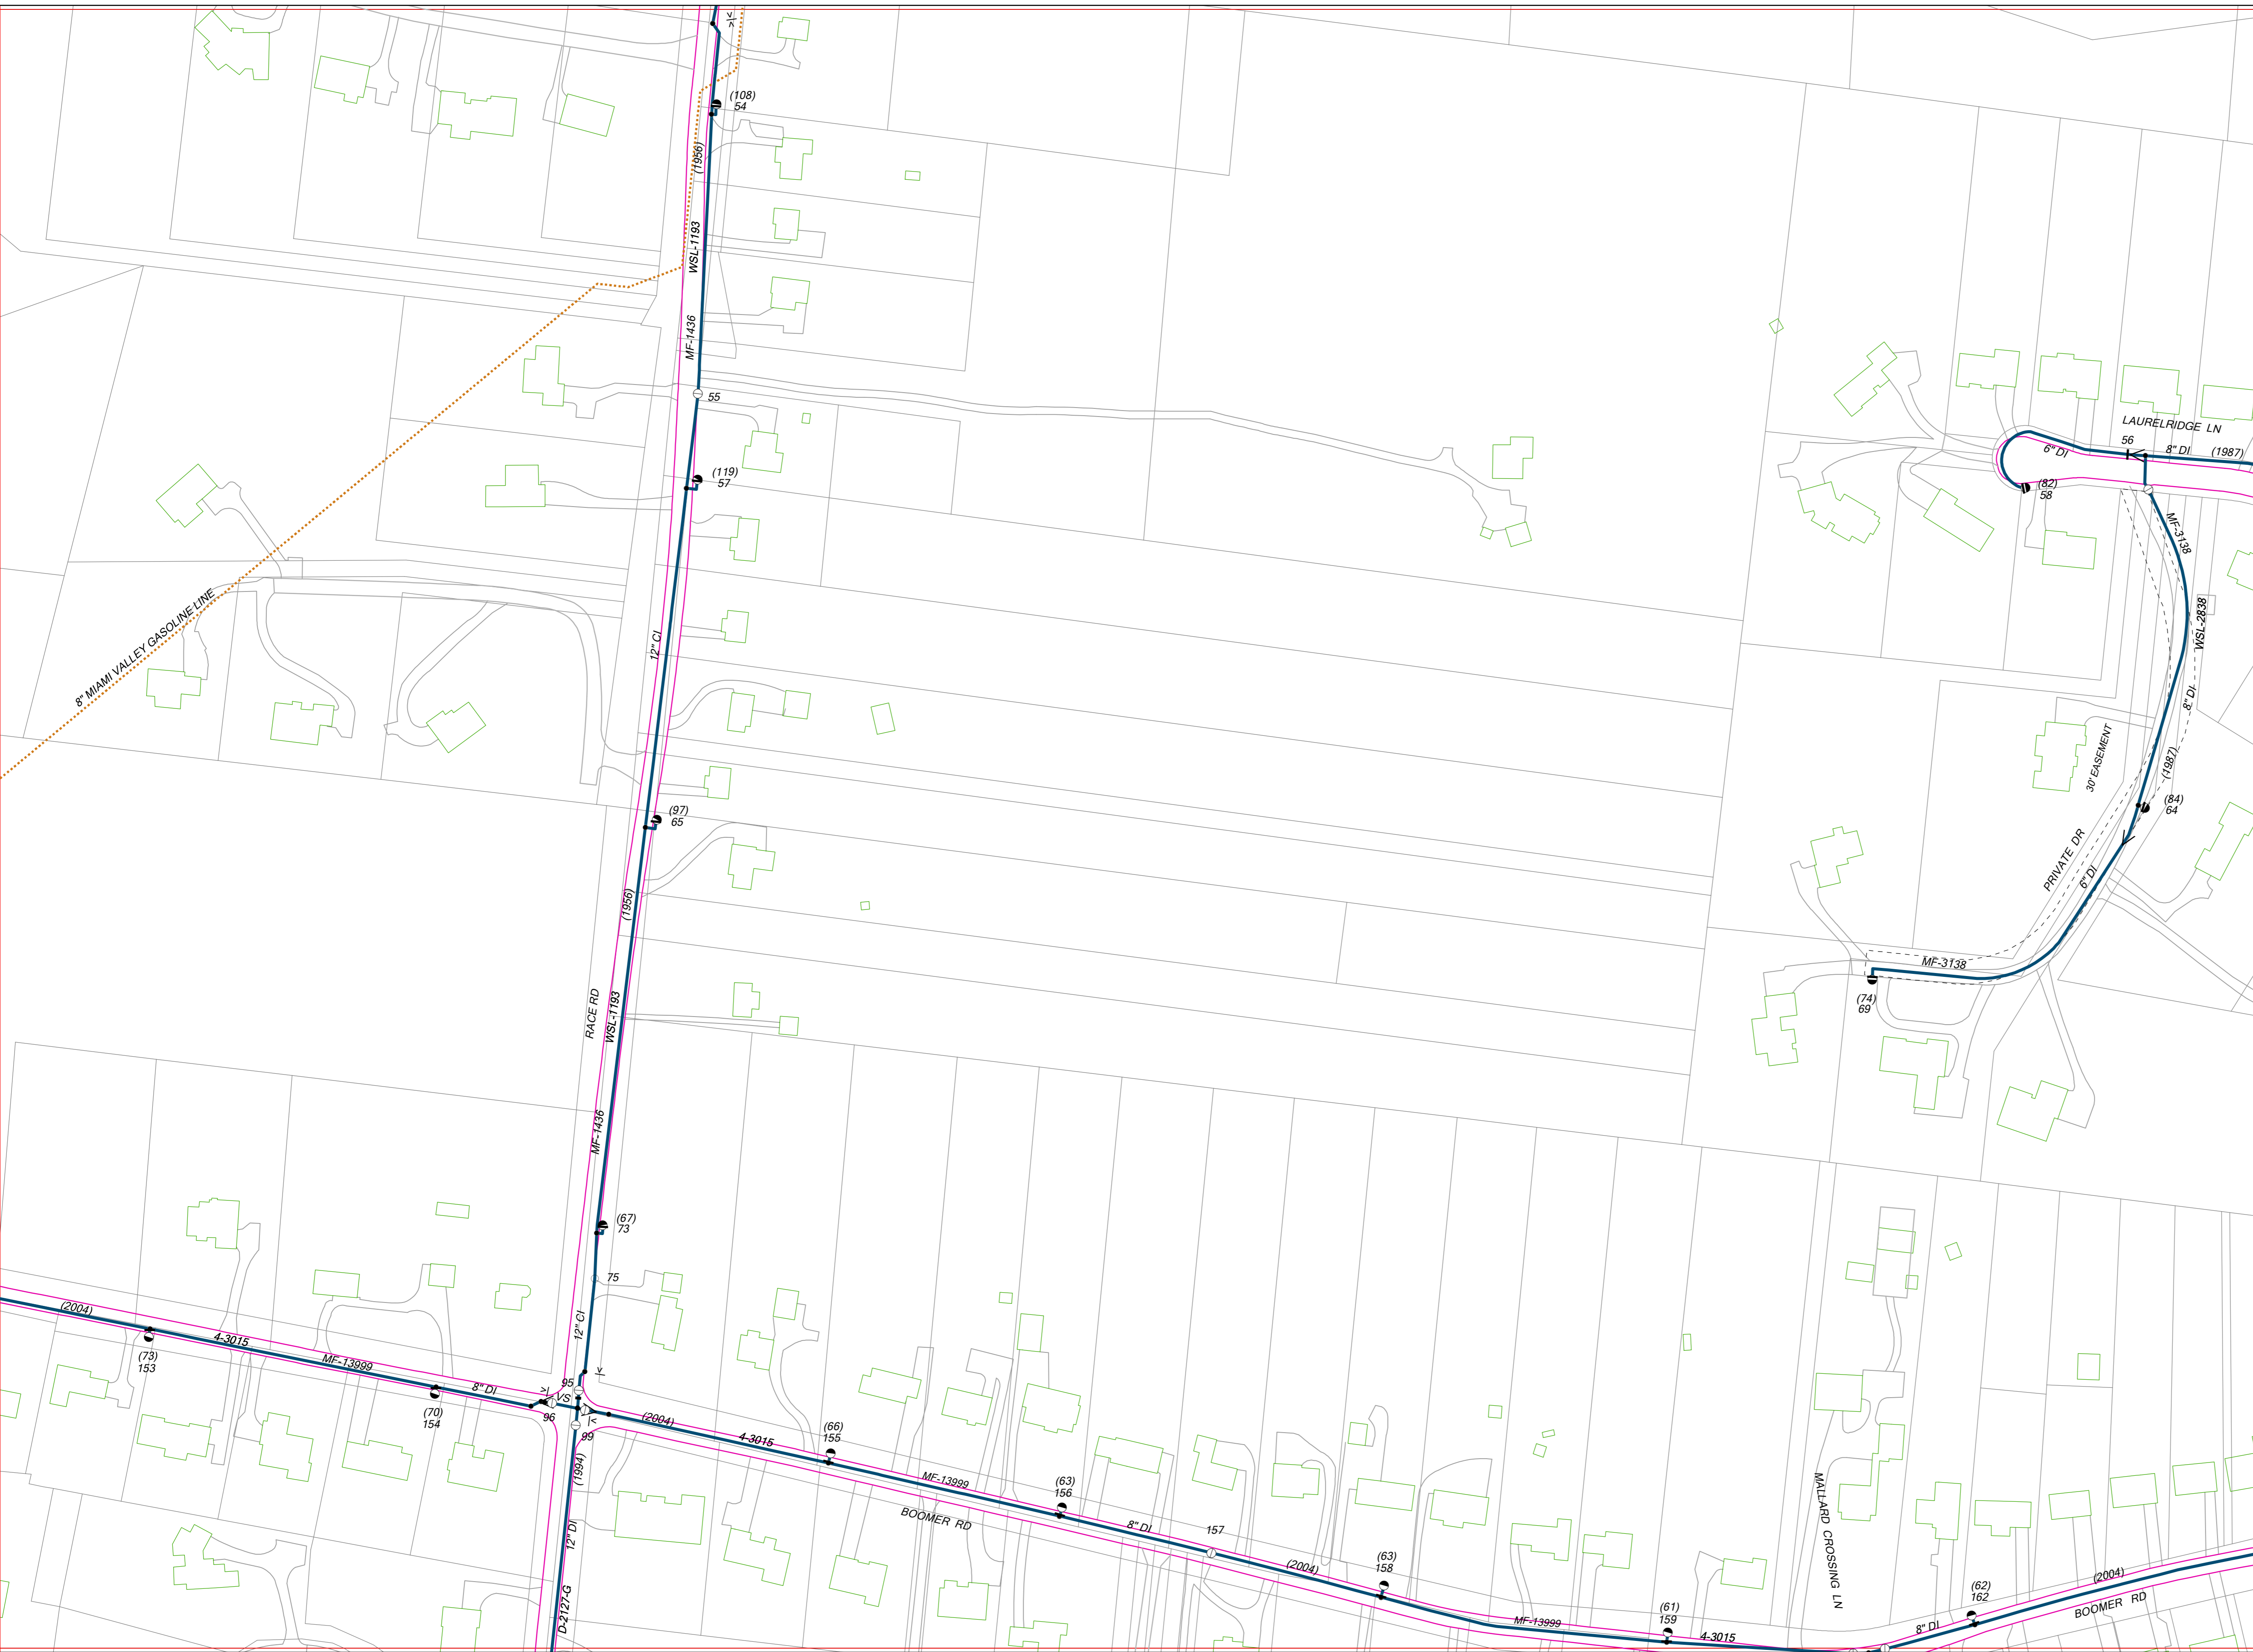 (108)
54
(1956)
WSL-1193
MF-1436
55
(119)
57
LAURELRIDGE LN
56
8" DI
(1987)
6" DI
(82)
58
MF-3138
WSL-2838
8" DI
(1987)
30' EASEMENT
(84)
64
PRIVATE DR
6" DI
MF-3138
(74)
69
8" MIAMI VALLEY GASOLINE LINE
12" CI
(97)
65
(1956)
RACE RD
WSL-1193
MF-1436
(67)
73
75
12" CI
(2004)
4-3015
(73)
153
MF-13999
8" DI
(70)
154
95
VS
96
99
(1994)
12" DI
D-2127-G
(2004)
4-3015
(66)
155
MF-13999
BOOMER RD
(63)
156
8" DI
157
(2004)
(63)
158
MF-13999
(61)
159
4-3015
MALLARD CROSSING LN
8" DI
(62)
162
(2004)
BOOMER RD